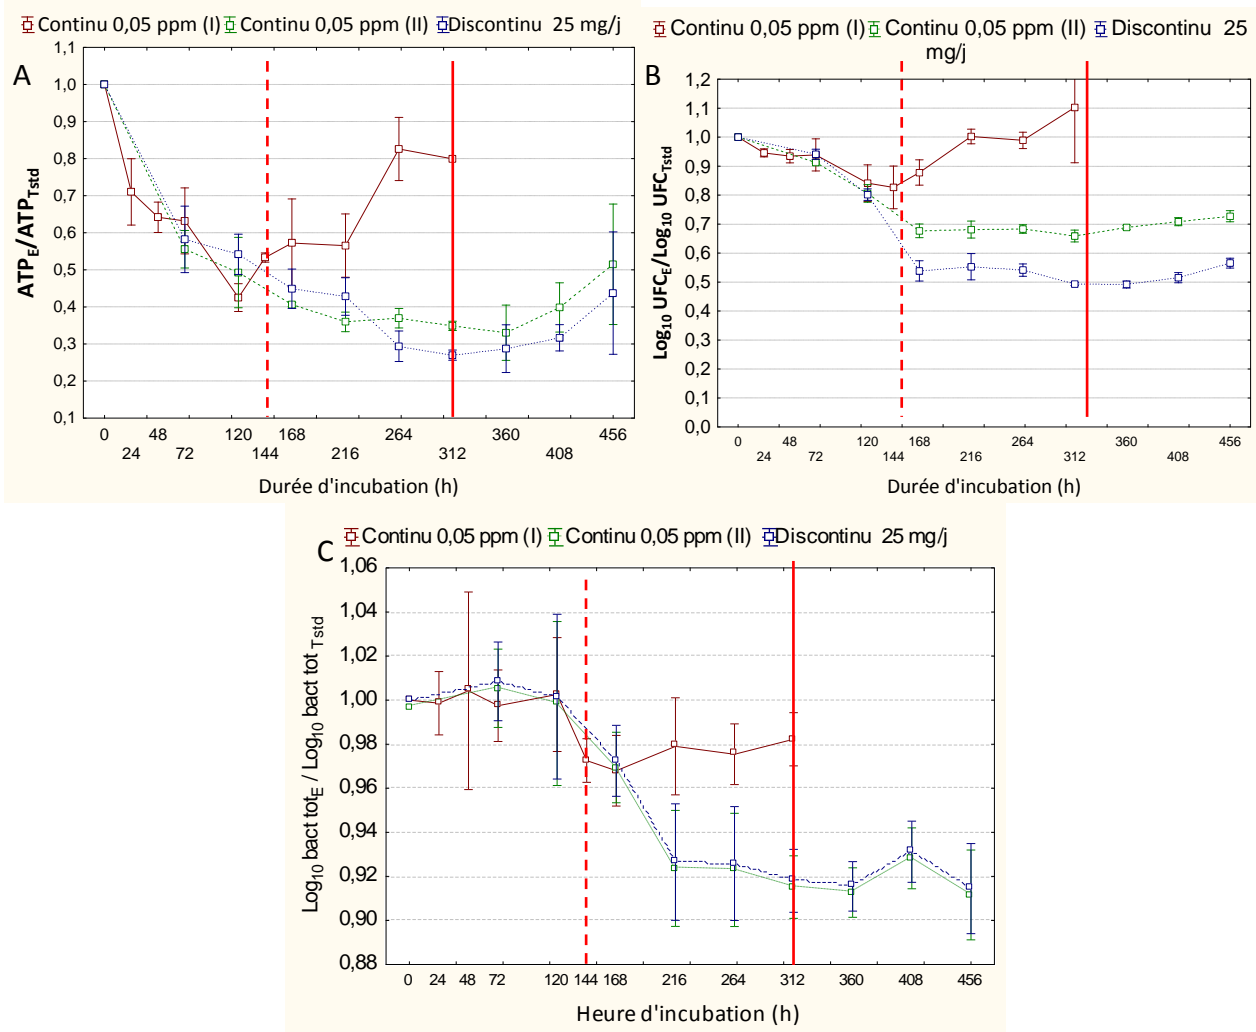 Continu 0,05 ppm (I) Continu 0,05 ppm (II) Discontinu 25 mg/j
A
1,1
1,0
0,9
0,8
0,7
0,6
0,5
0,4
0,3
0,2
0,1
ATP_E/ATP_Tstd
0 48 120 168 264 360 456
24 72 144 216 312 408
Durée d'incubation (h)
Continu 0,05 ppm (I) Continu 0,05 ppm (II) Discontinu 25
mg/j
B
1,2
1,1
1,0
0,9
0,8
0,7
0,6
0,5
0,4
0,3
0,2
0,1
0,0
Log10 UFC_E/Log10 UFC_Tstd
0 48 120 168 264 360 456
24 72 144 216 312 408
Durée d'incubation (h)
Continu 0,05 ppm (I) Continu 0,05 ppm (II) Discontinu 25 mg/j
C
1,06
1,04
1,02
1,00
0,98
0,96
0,94
0,92
0,90
0,88
Log10 bact tot_E / Log10 bact tot_Tstd
0 24 48 72 120 144 168 216 264 312 360 408 456
Heure d'incubation (h)